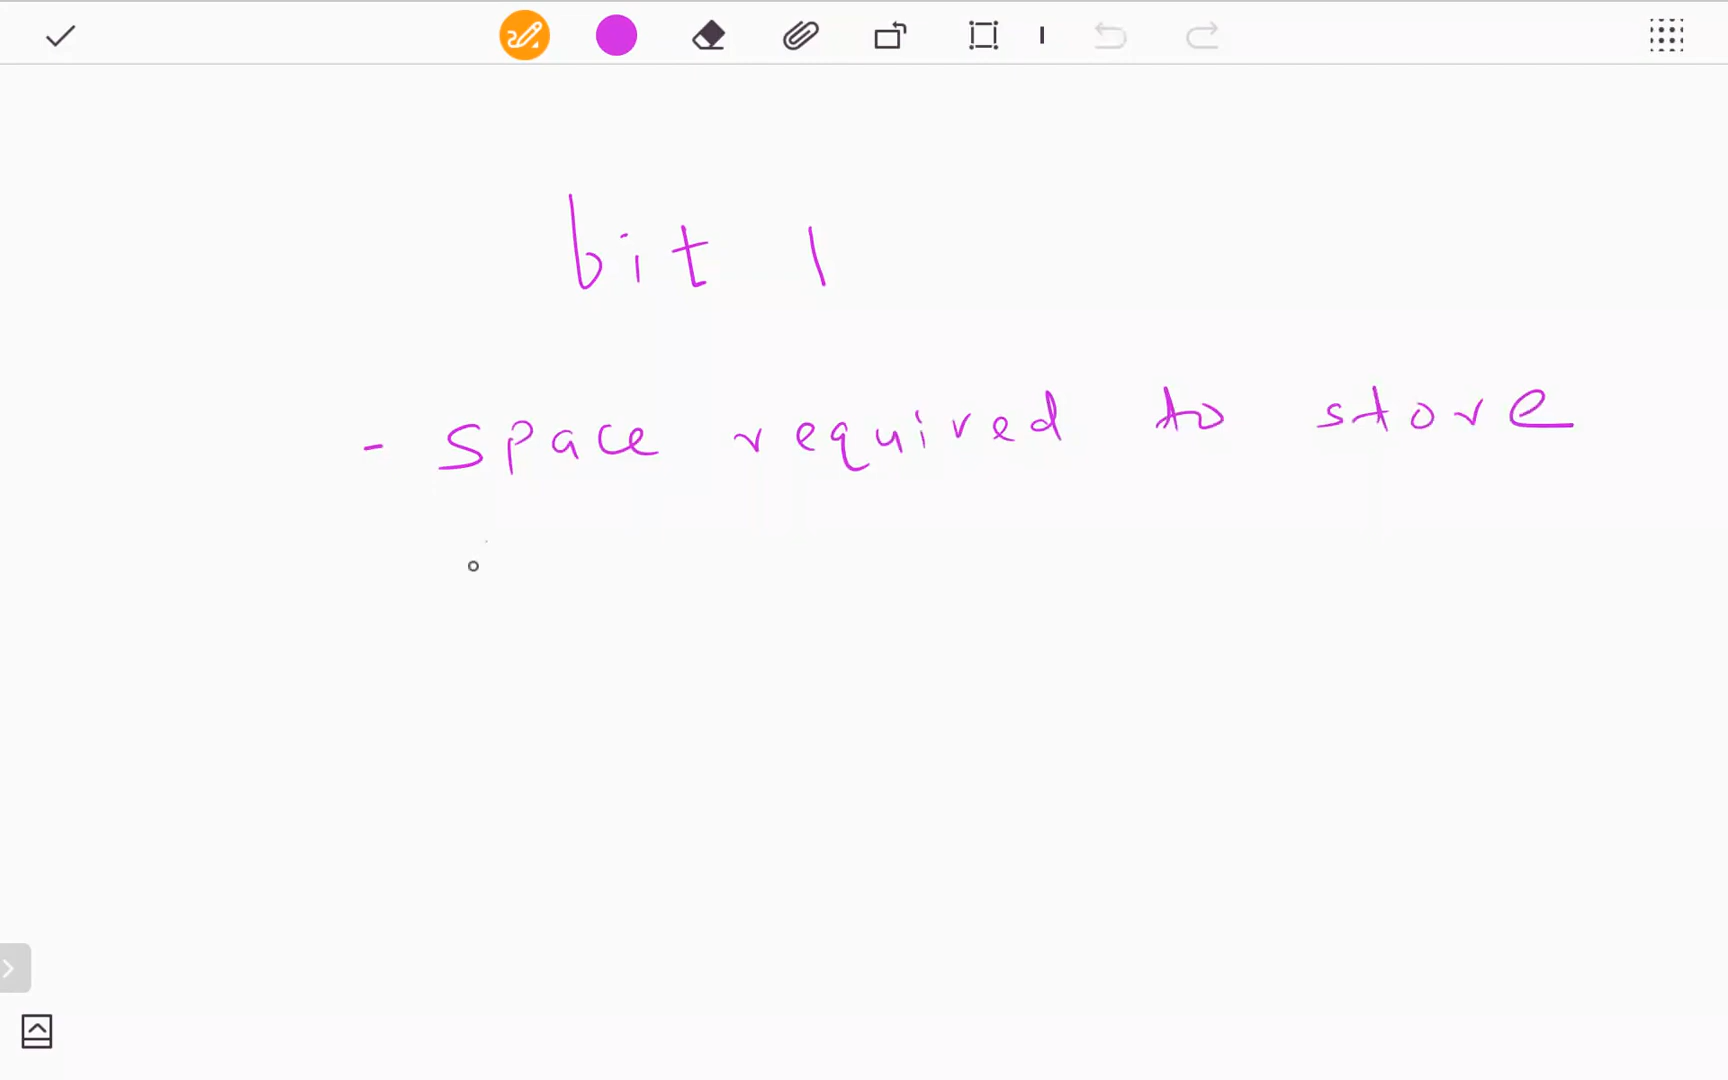 bit 1
- space required to store